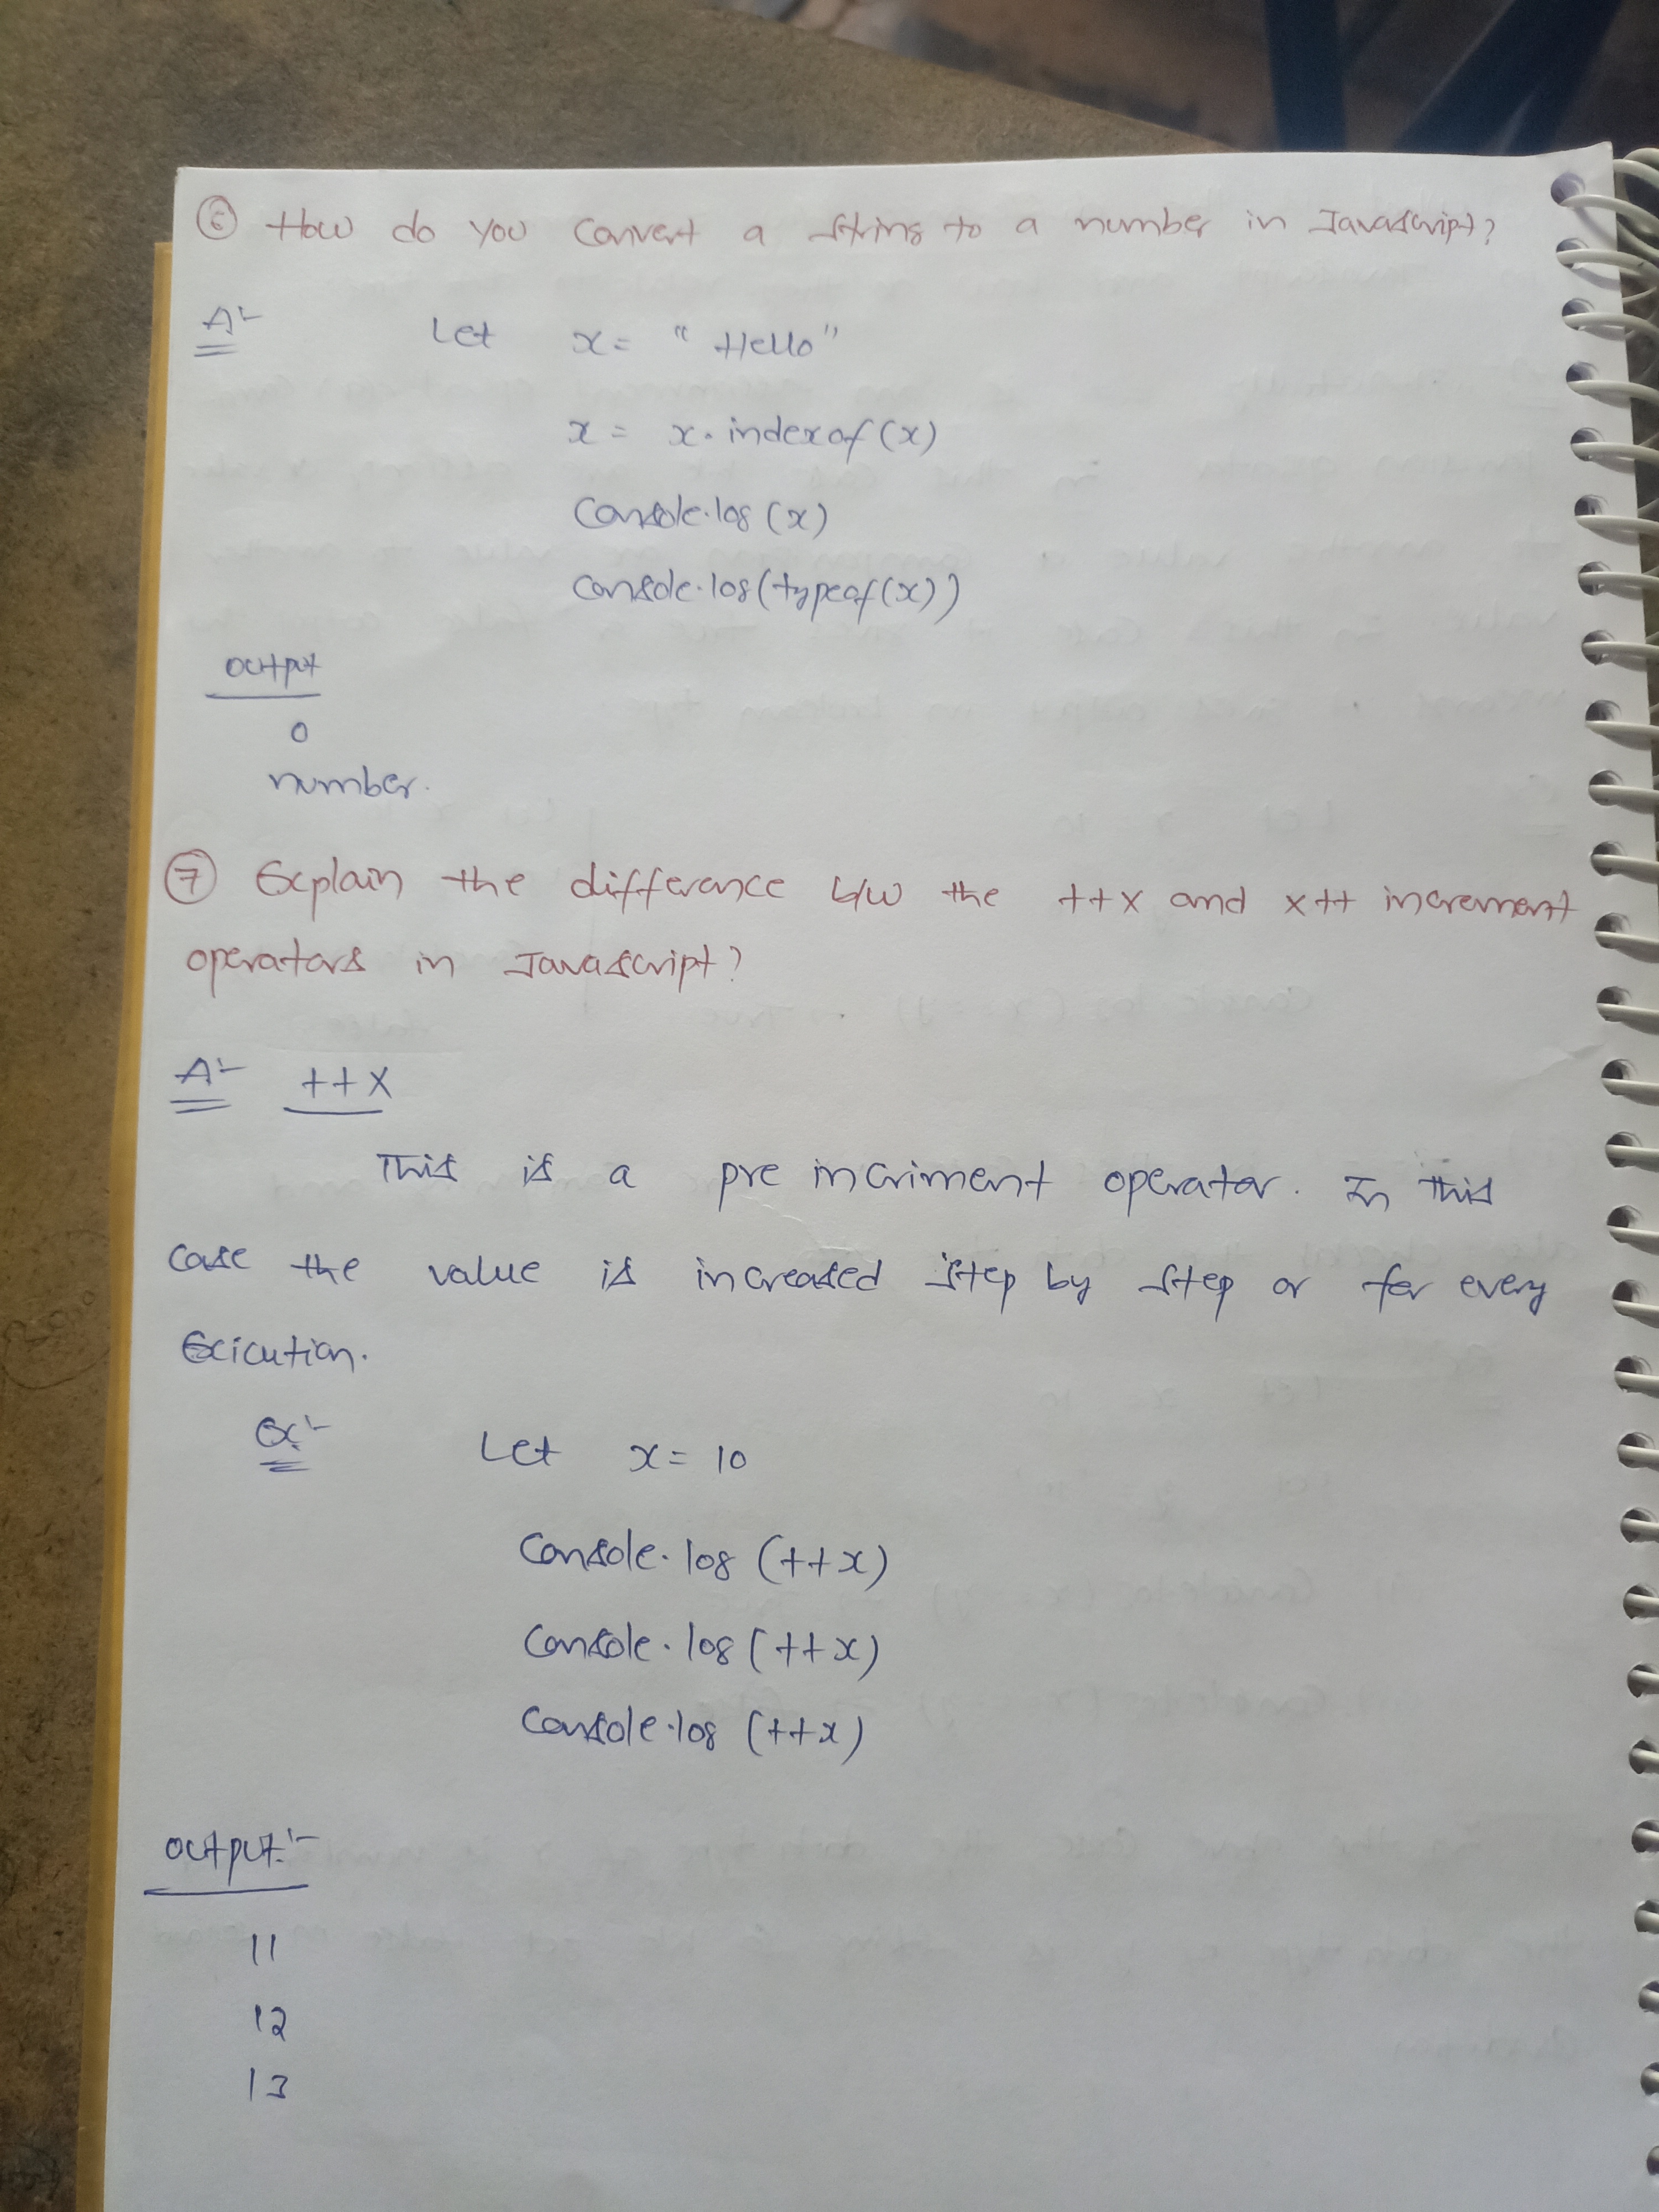 ⑥ How do you convert a string to a number in Javascript?
A:- Let x = "Hello"
x = x.indexof(x)
Console.log(x)
console.log(typeof(x))
output
0
number.
⑦ Explain the difference b/w the ++x and x++ increment
operators in Javascript?
A:- ++x
This is a pre incriment operator. In this
case the value is increased step by step or for every
Exicution.
Ex:- Let x = 10
Console.log (++x)
Console.log (++x)
Console.log (++x)
output:-
11
12
13